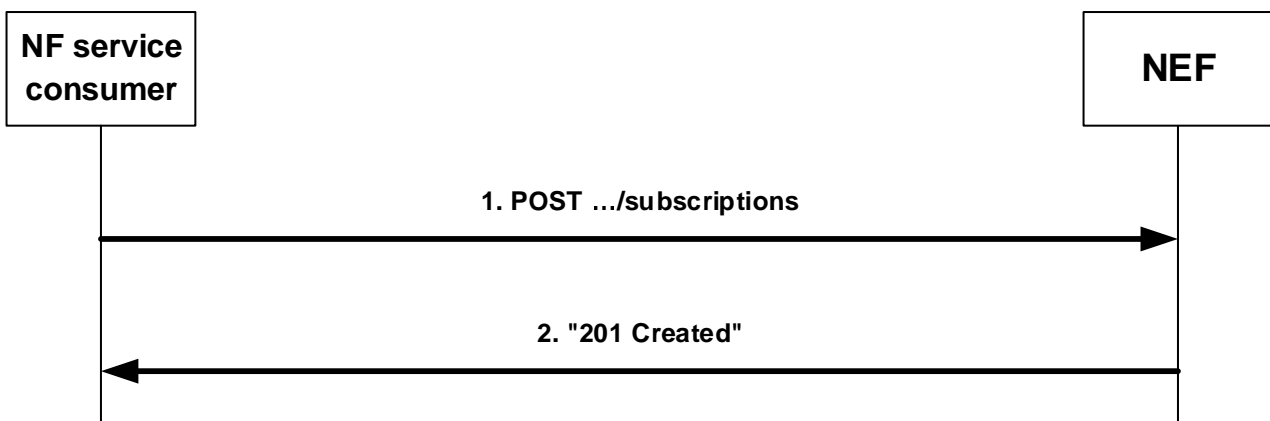 NF service
consumer
NEF
1. POST …/subscriptions
2. "201 Created"